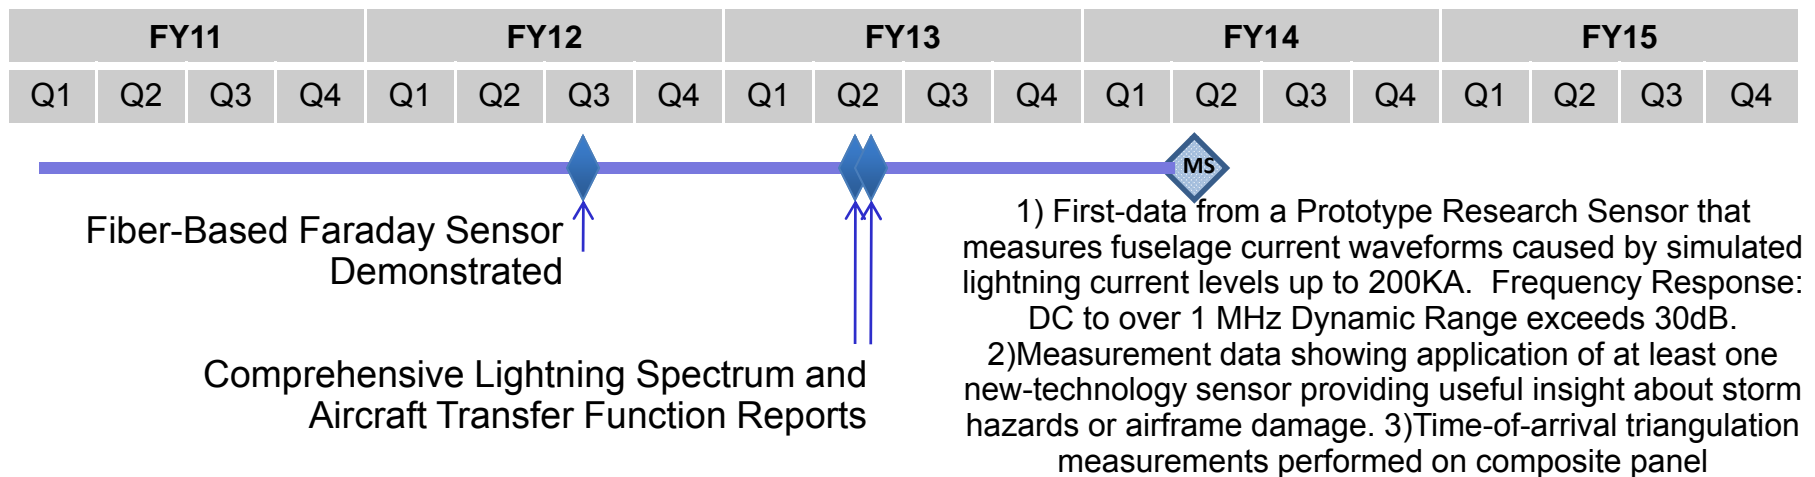 FY11 FY12 FY13 FY14 FY15
Q1 Q2 Q3 Q4 Q1 Q2 Q3 Q4 Q1 Q2 Q3 Q4 Q1 Q2 Q3 Q4 Q1 Q2 Q3 Q4
MS
Fiber-Based Faraday Sensor
Demonstrated
Comprehensive Lightning Spectrum and
Aircraft Transfer Function Reports
1) First-data from a Prototype Research Sensor that
measures fuselage current waveforms caused by simulated
lightning current levels up to 200KA.  Frequency Response:
DC to over 1 MHz Dynamic Range exceeds 30dB.
2)Measurement data showing application of at least one
new-technology sensor providing useful insight about storm
hazards or airframe damage. 3)Time-of-arrival triangulation
measurements performed on composite panel